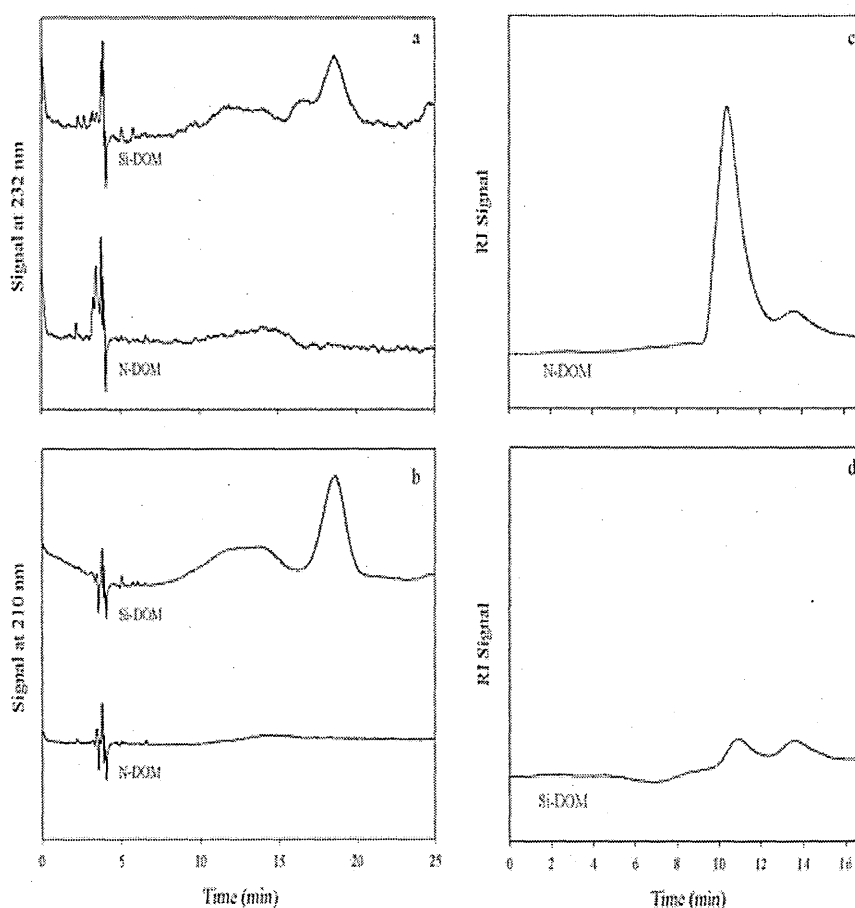 a
Signal at 232 nm
Si-DOM
N-DOM
b
Signal at 210 nm
Si-DOM
N-DOM
0 5 10 15 20 25
Time (min)
c
RI Signal
N-DOM
d
RI Signal
Si-DOM
0 2 4 6 8 10 12 14 16
Time (min)